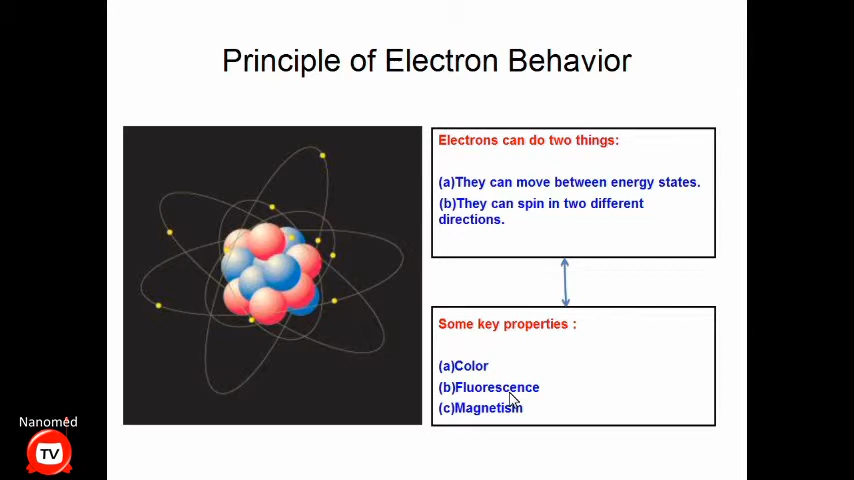 Principle of Electron Behavior
Electrons can do two things:
(a)They can move between energy states.
(b)They can spin in two different
directions.
Some key properties :
(a)Color
(b)Fluorescence
(c)Magnetism
Nanomed
TV